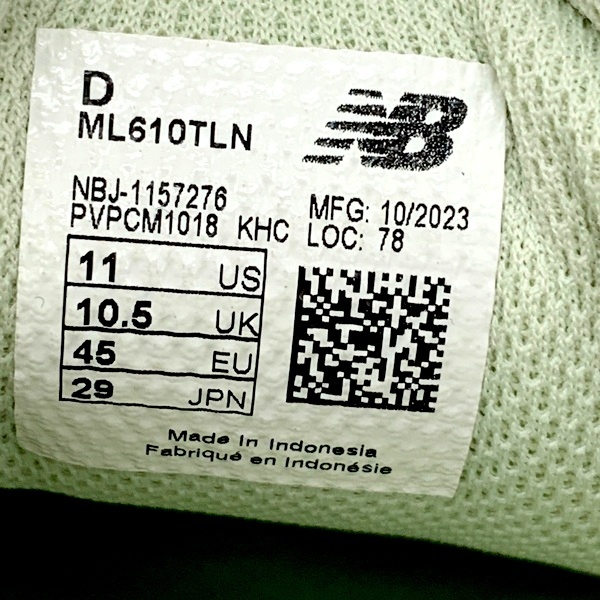 D
ML610TLN
NB
NBJ-1157276
PVPCM1018 KHC
MFG: 10/2023
LOC: 78
11 US
10.5 UK
45 EU
29 JPN
Made in Indonesia
Fabriqué en Indonésie